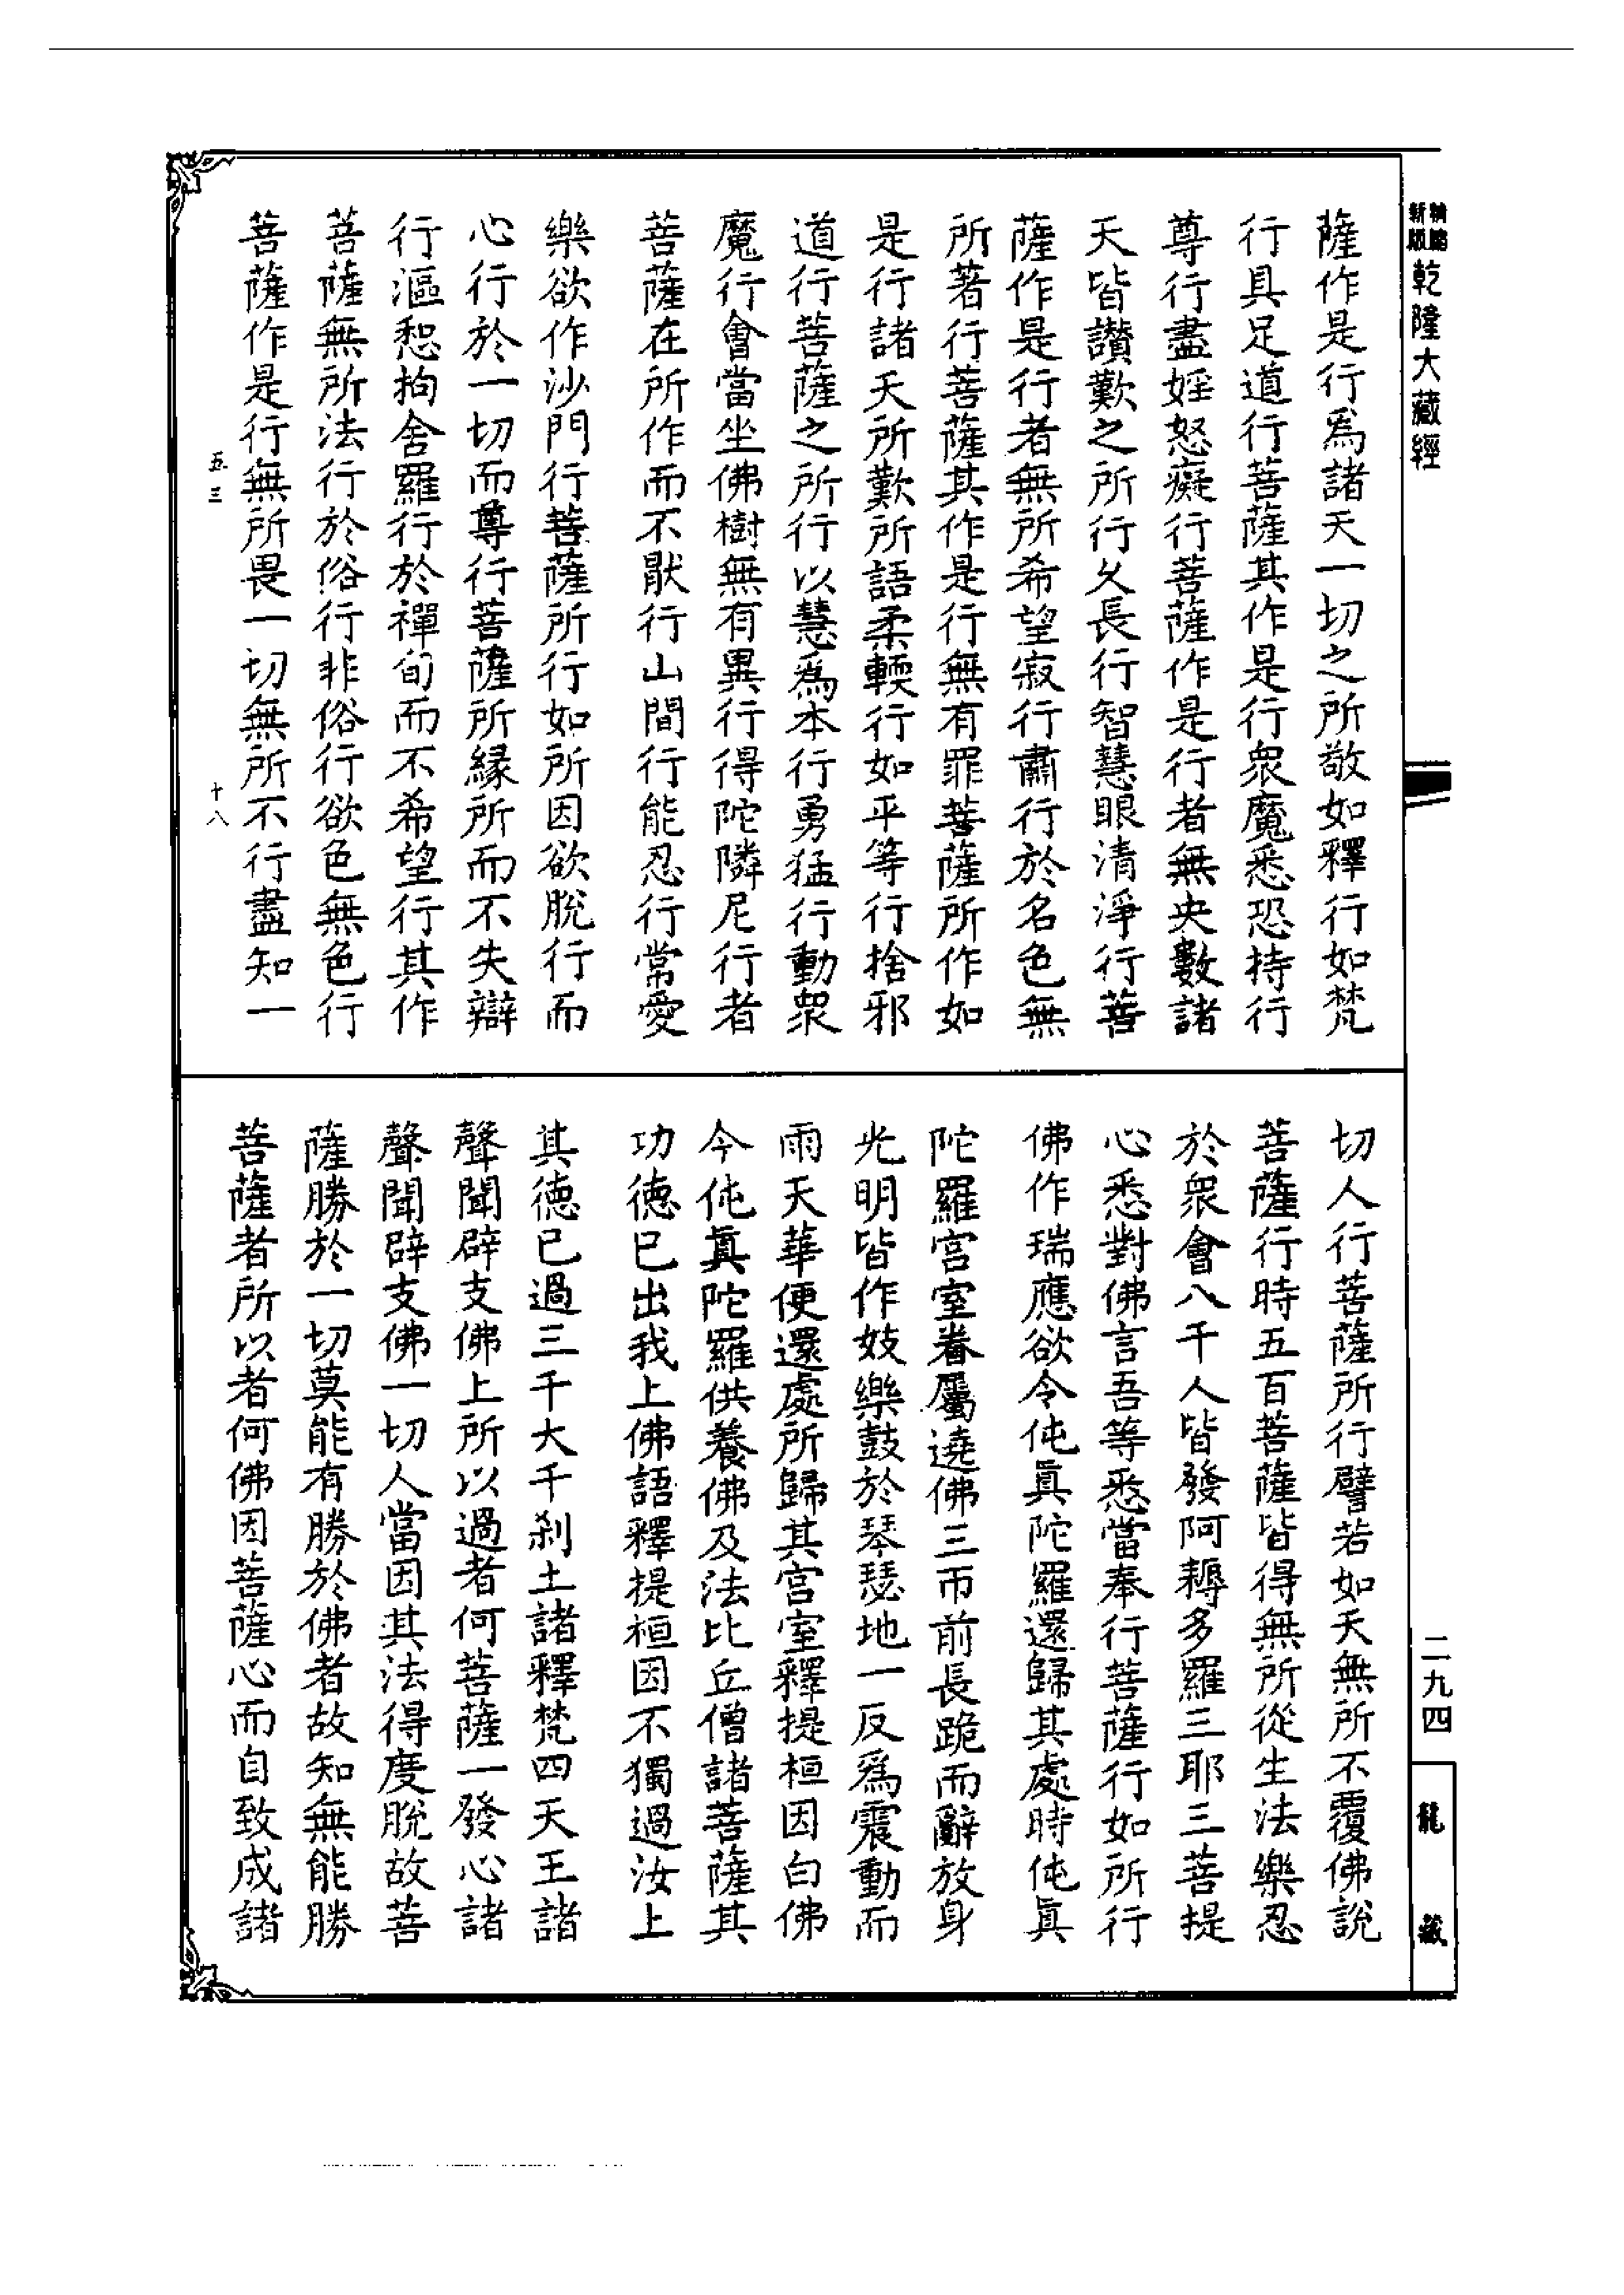 新版 精縮
乾隆大藏經
薩作是行爲諸天一切之所敬如釋行如梵
行具足道行菩薩其作是行衆魔悉恐持行
尊行盡婬怒癡行菩薩作是行者無央數諸
天皆讚歎之所行久長行智慧眼清淨行菩
薩作是行者無所希望寂行肅行於名色無
所著行菩薩其作是行無有罪菩薩所作如
是行諸天所歎所語柔輭行如平等行捨邪
道行菩薩之所行以慧爲本行勇猛行動衆
魔行會當坐佛樹無有異行得陀隣尼行者
菩薩在所作而不猒行山間行能忍行常愛
樂欲作沙門行菩薩所行如所因欲脫行而
心行於一切而尊行菩薩所緣所而不失辯
行漚惒拘舍羅行於禪旬而不希望行其作
菩薩無所法行於俗行非俗行欲色無色行
菩薩作是行無所畏一切無所不行盡知一
五三
十八
切人行菩薩所行譬若如天無所不覆佛說
菩薩行時五百菩薩皆得無所從生法樂忍
於衆會八千人皆發阿耨多羅三耶三菩提
心悉對佛言吾等悉當奉行菩薩行如所行
佛作瑞應欲令伅眞陀羅還歸其處時伅眞
陀羅宮室眷屬遶佛三帀前長跪而辭放身
光明皆作妓樂鼓於琴瑟地一反爲震動而
雨天華便還處所歸其宮室釋提桓因白佛
今伅眞陀羅供養佛及法比丘僧諸菩薩其
功德已出我上佛語釋提桓因不獨過汝上
其德已過三千大千刹土諸釋梵四天王諸
聲聞辟支佛上所以過者何菩薩一發心諸
聲聞辟支佛一切人當因其法得度脫故菩
薩勝於一切莫能有勝於佛者故知無能勝
菩薩者所以者何佛因菩薩心而自致成諸
二九四
龍藏